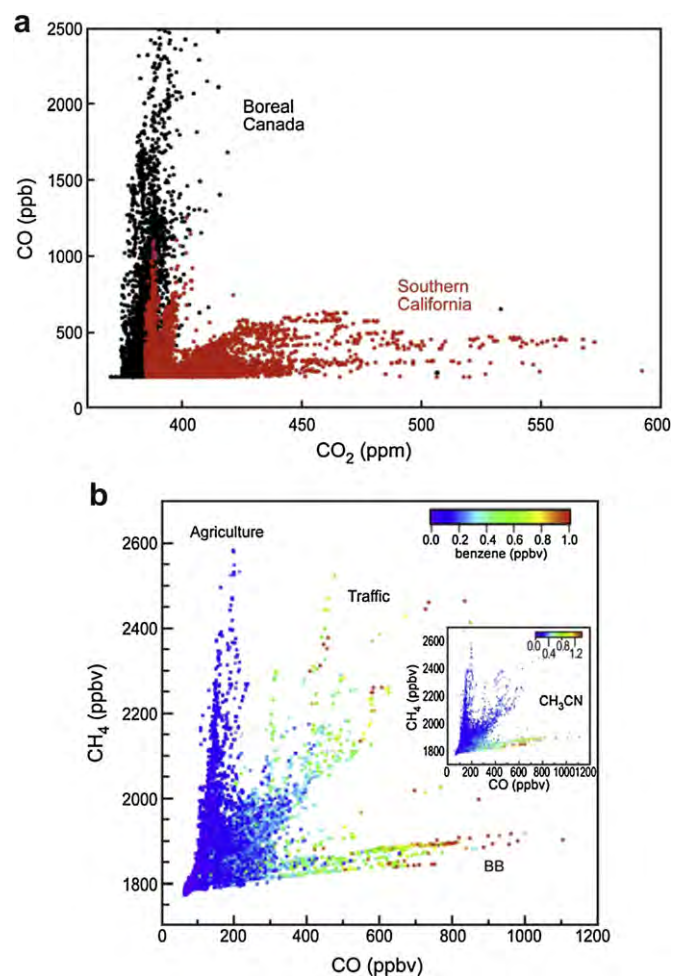 a
2500
2000
1500
1000
500
0
CO (ppb)
Boreal
Canada
Southern
California
400
450
500
550
600
CO2 (ppm)
b
2600
2400
2200
2000
1800
CH4 (ppbv)
Agriculture
Traffic
BB
0.0 0.2 0.4 0.6 0.8 1.0
benzene (ppbv)
0.0 0.8
0.4 1.2
2600
2400
2200
2000
1800
CH4 (ppbv)
CH3CN
0 200 400 600 800 1000 1200
CO (ppbv)
0 200 400 600 800 1000 1200
CO (ppbv)